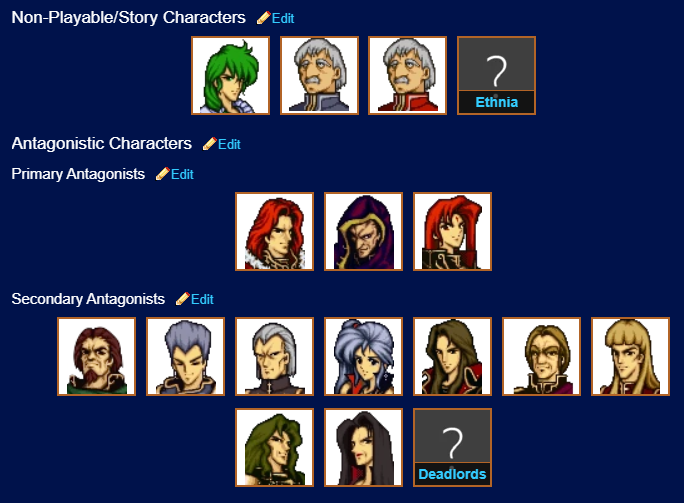 Non-Playable/Story Characters Edit
?
Ethnia
Antagonistic Characters Edit
Primary Antagonists Edit
Secondary Antagonists Edit
?
Deadlords